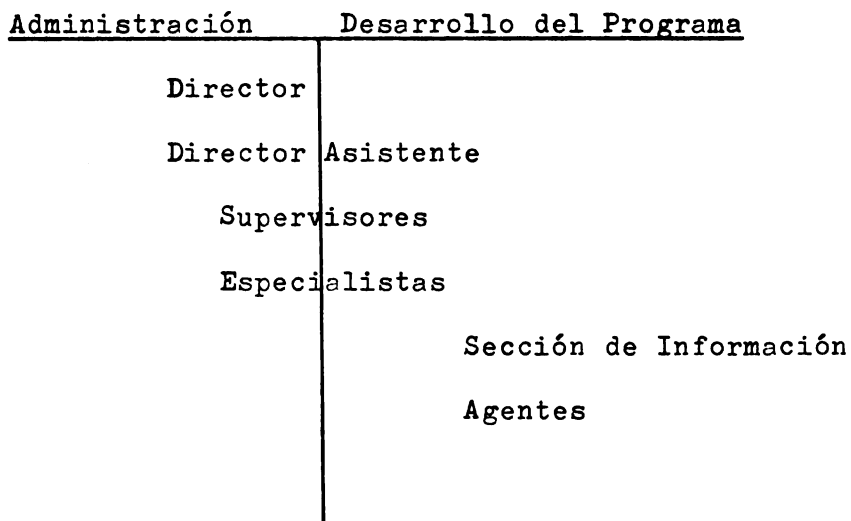 Administración Desarrollo del Programa
Director
Director Asistente
Supervisores
Especialistas
Sección de Información
Agentes